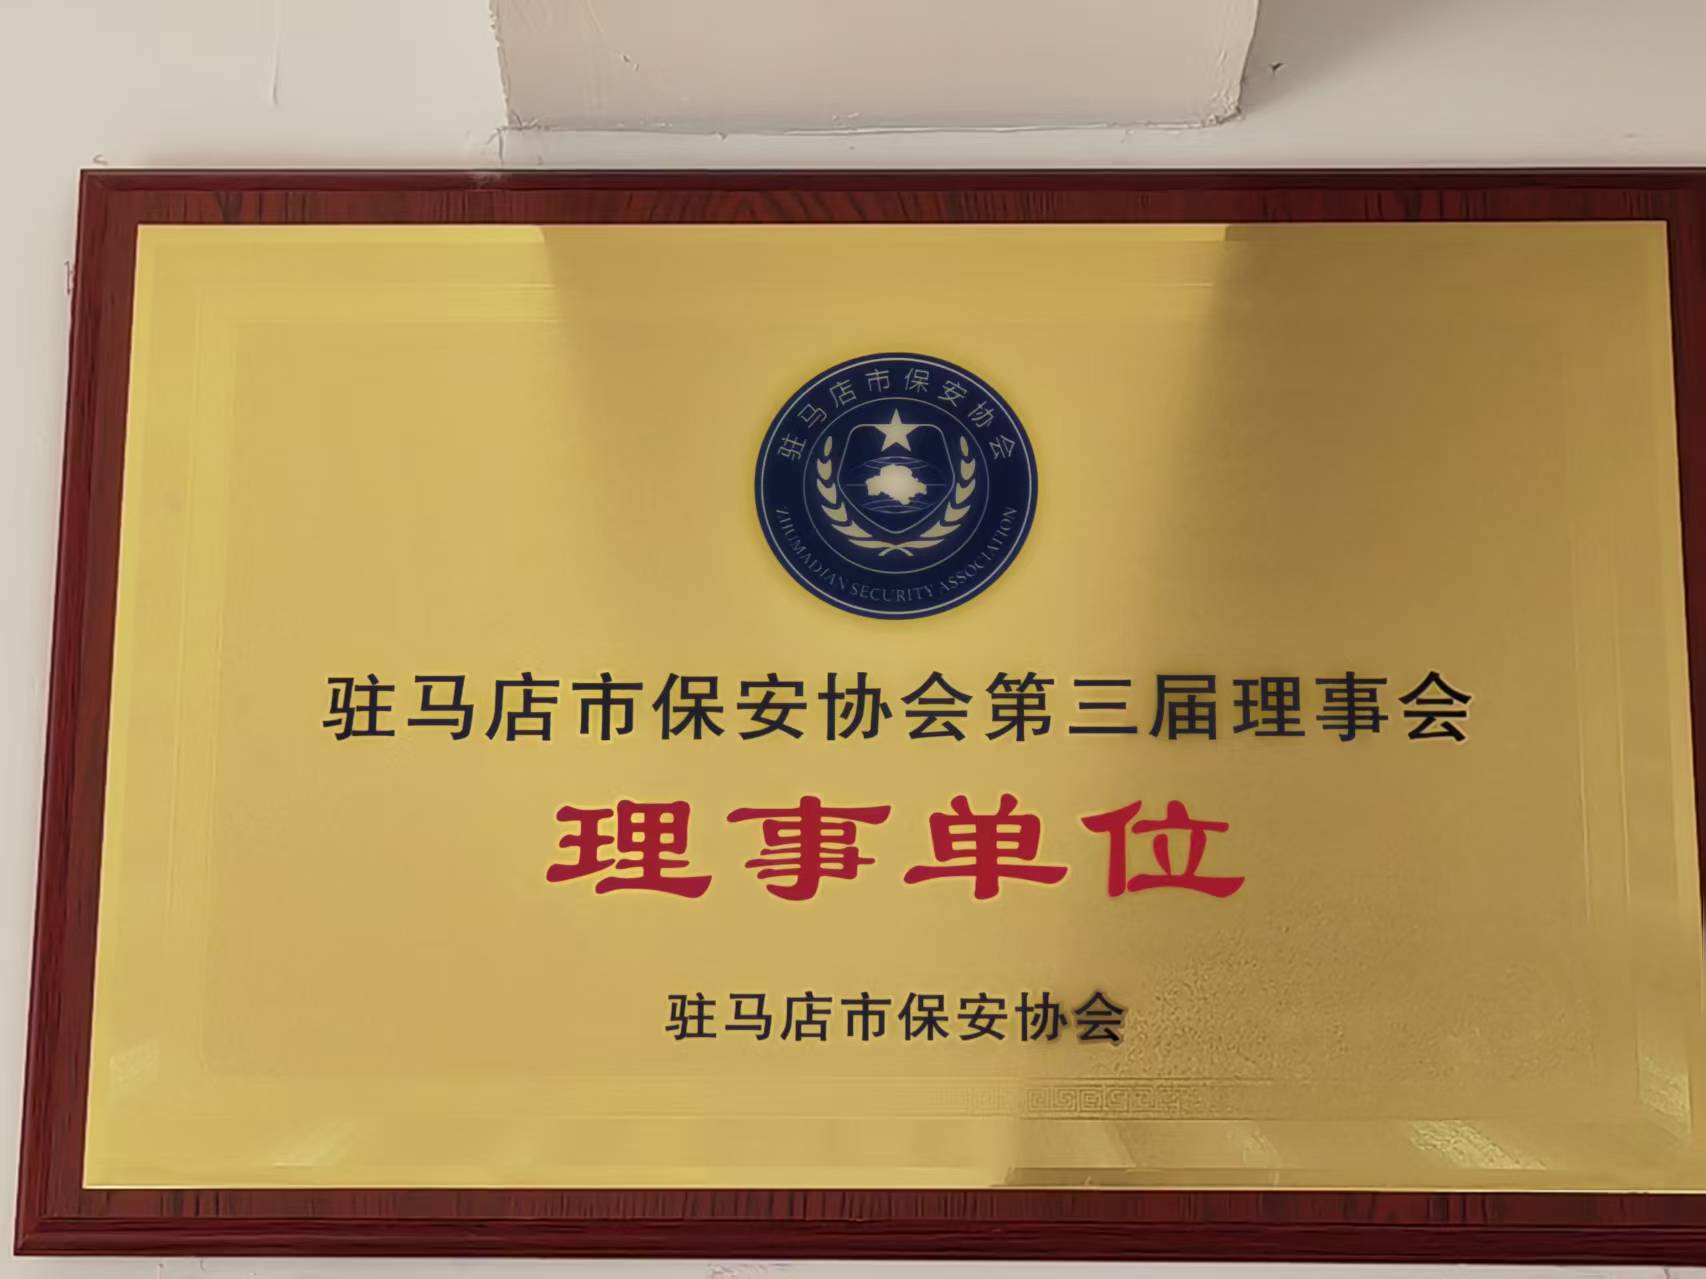 驻马店市保安协会
ZHUMADIAN SECURITY ASSOCIATION
驻马店市保安协会第三届理事会
理事单位
驻马店市保安协会